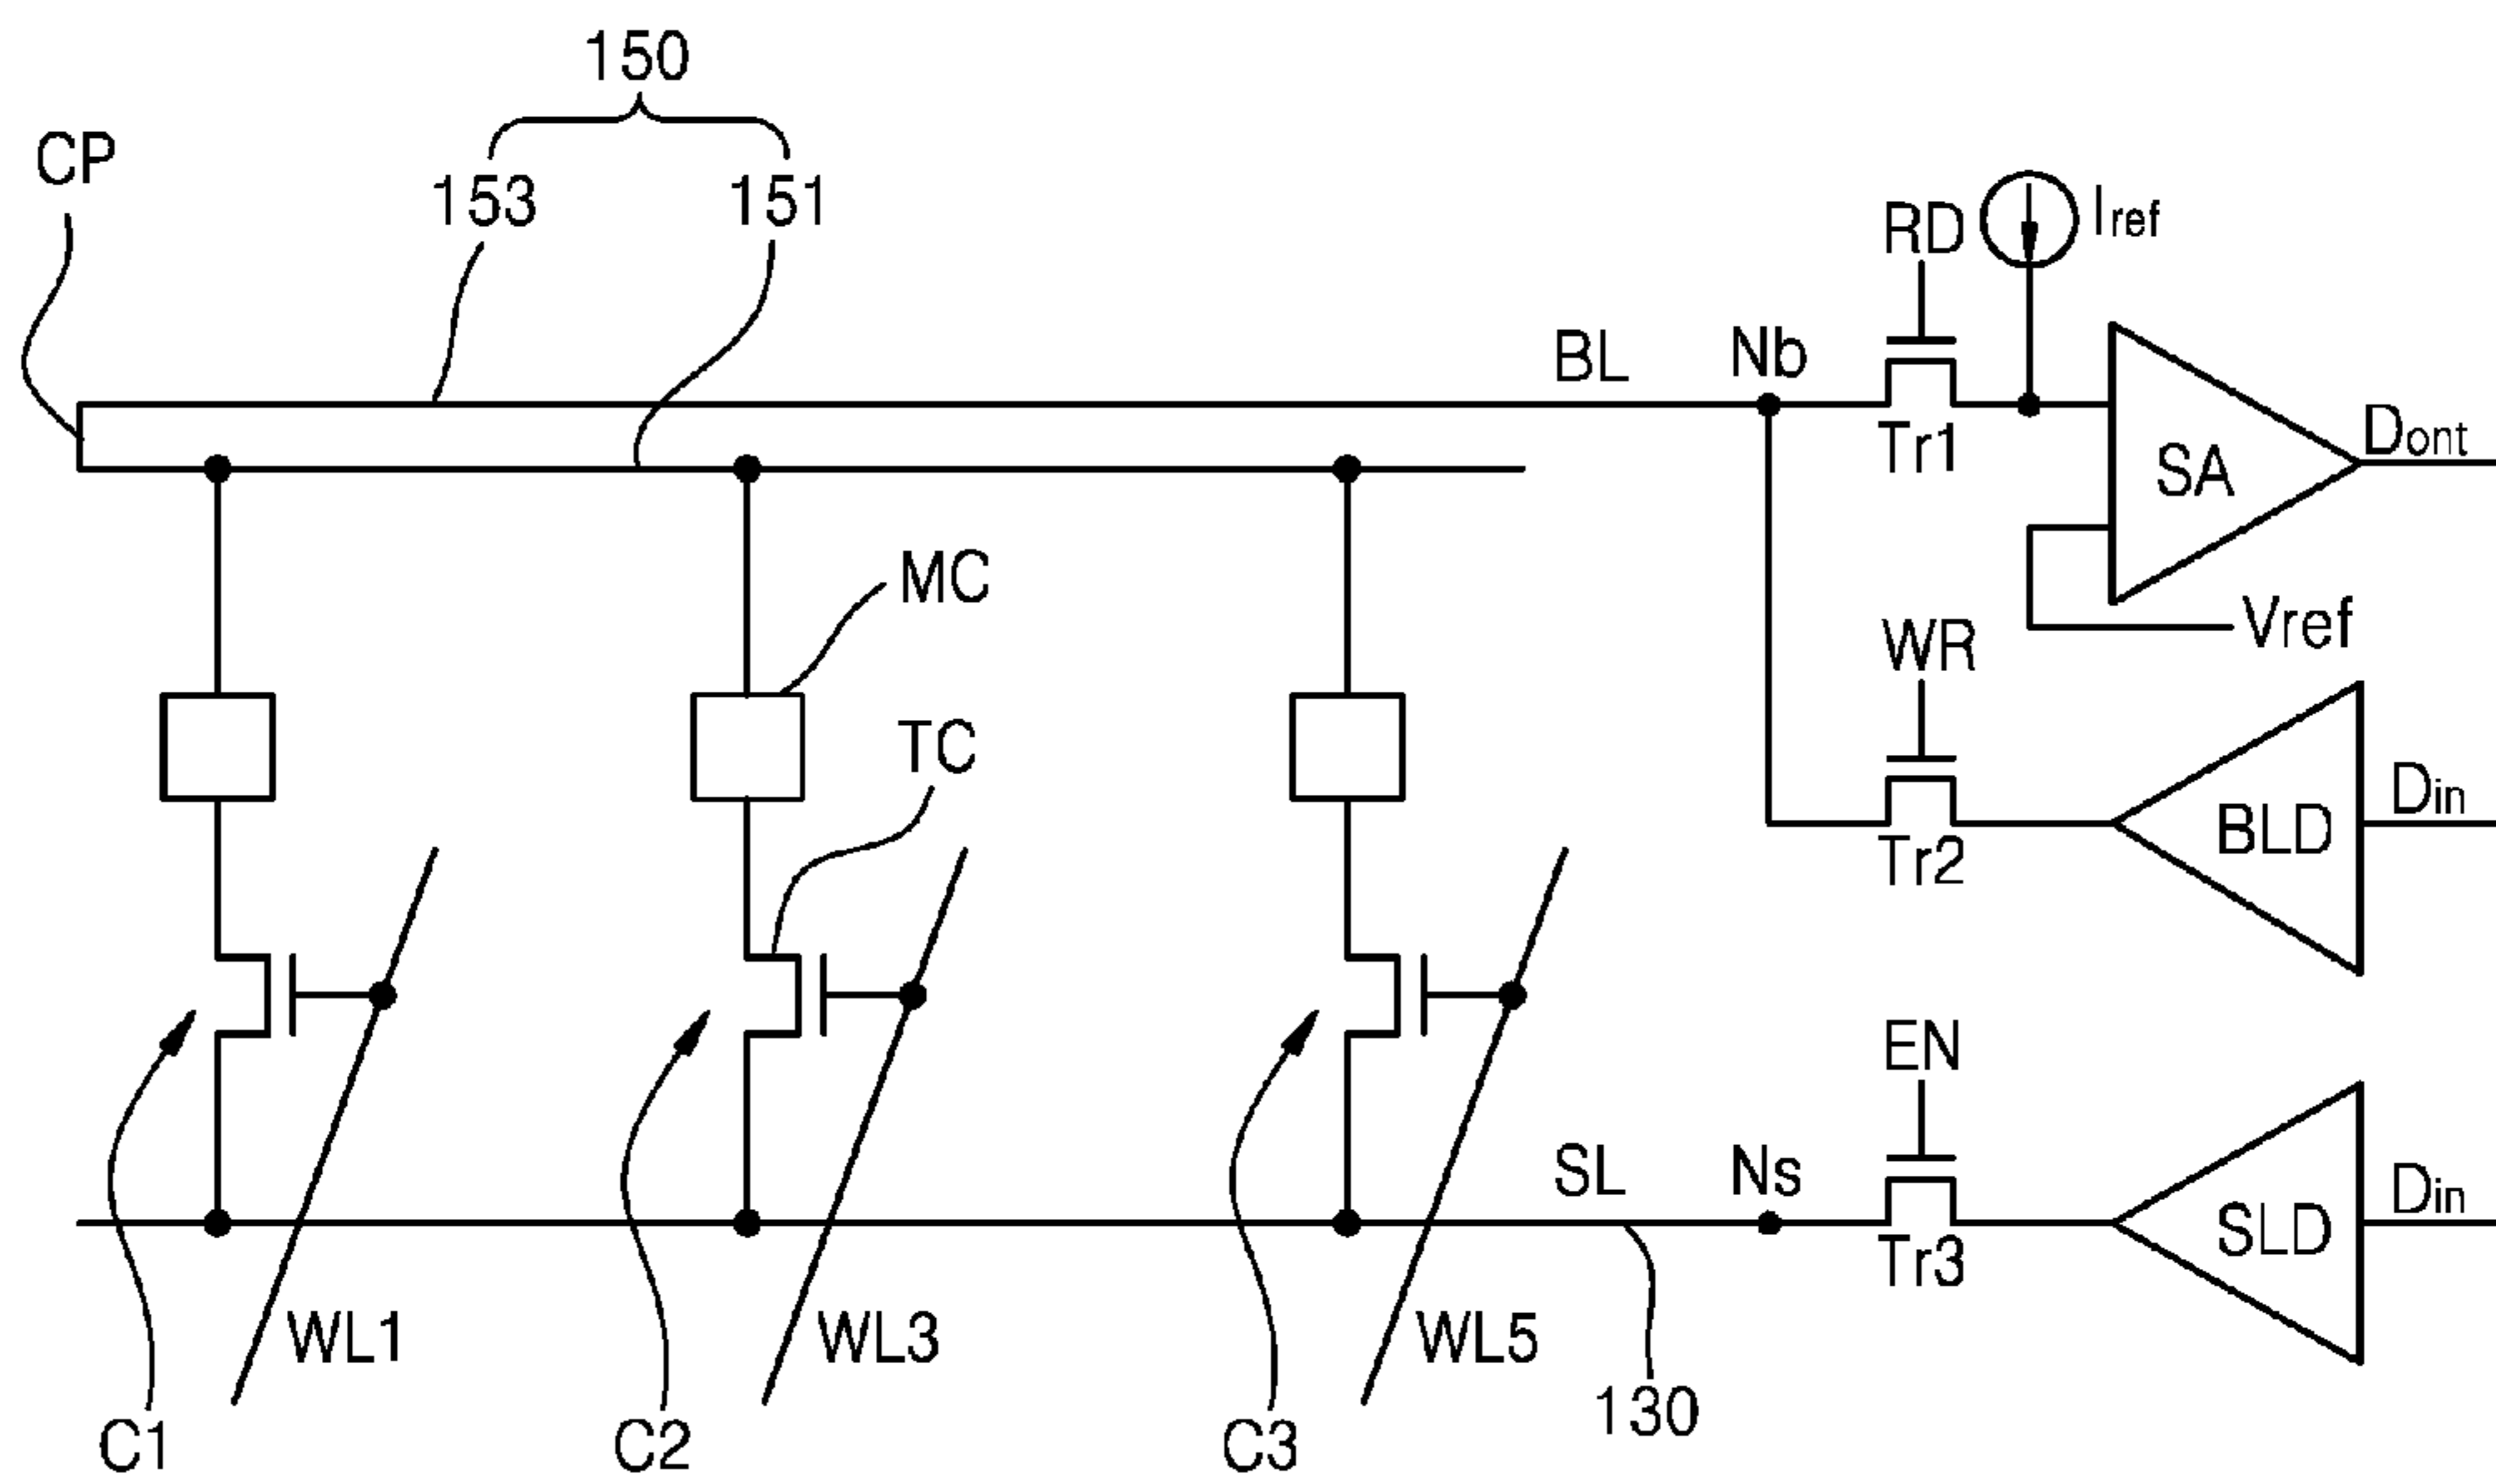 150
CP
153 151
RD
Iref
BL Nb
Tr1
SA
Dont
MC
Vref
WR
TC
Din
BLD
Tr2
EN
SL Ns
Din
SLD
Tr3
WL1 WL3 WL5
130
C1 C2 C3